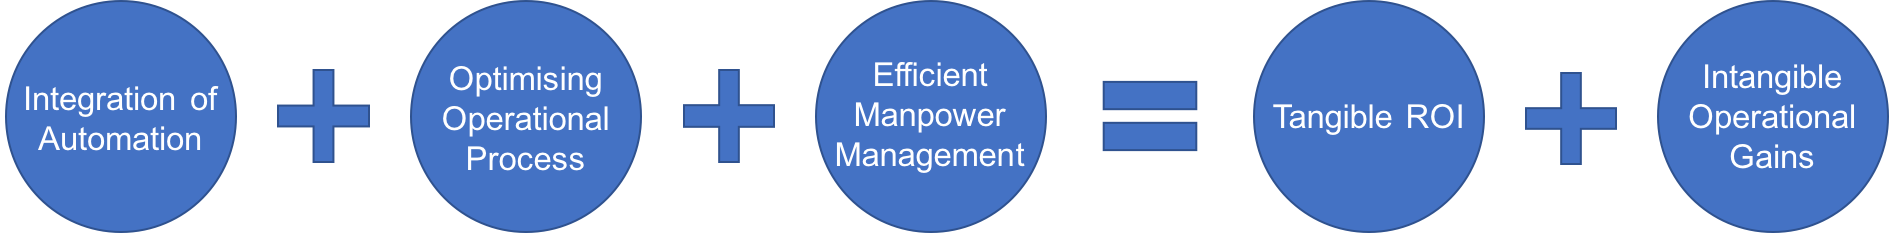 Integration of
Automation
Optimising
Operational
Process
Efficient
Manpower
Management
Tangible ROI
Intangible
Operational
Gains